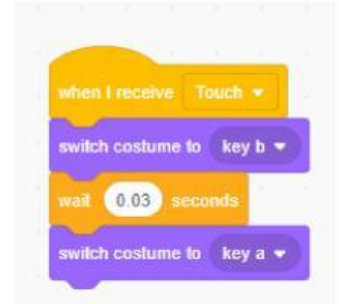 when I receive Touch
switch costume to key b
wait 0.03 seconds
switch costume to key a